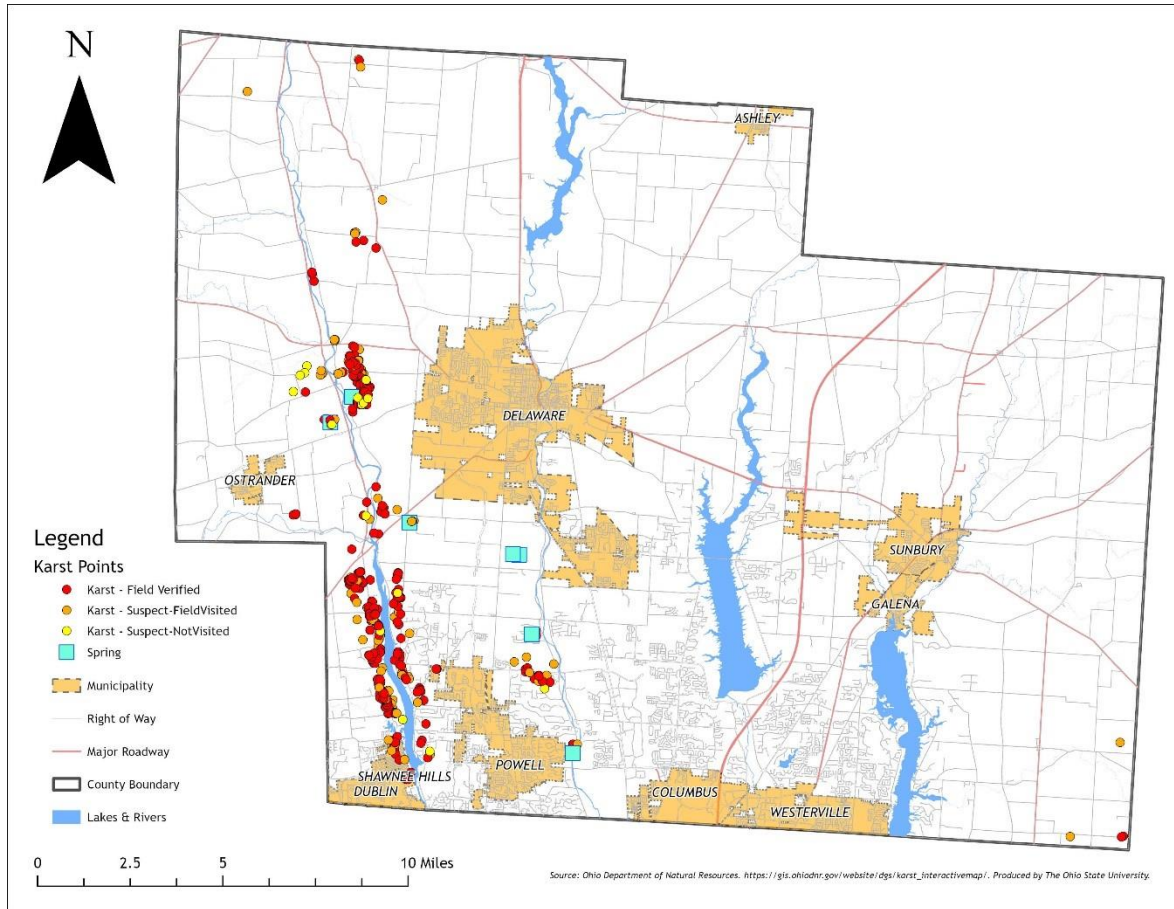 N
ASHLEY
DELAWARE
OSTRANDER
SUNBURY
GALENA
SHAWNEE HILLS
DUBLIN
POWELL
COLUMBUS
WESTERVILLE
Legend
Karst Points
Karst - Field Verified
Karst - Suspect-FieldVisited
Karst - Suspect-NotVisited
Spring
Municipality
Right of Way
Major Roadway
County Boundary
Lakes & Rivers
0 2.5 5 10 Miles
Source: Ohio Department of Natural Resources. https://gis.ohiodnr.gov/website/dgs/karst_interactivemap/. Produced by The Ohio State University.